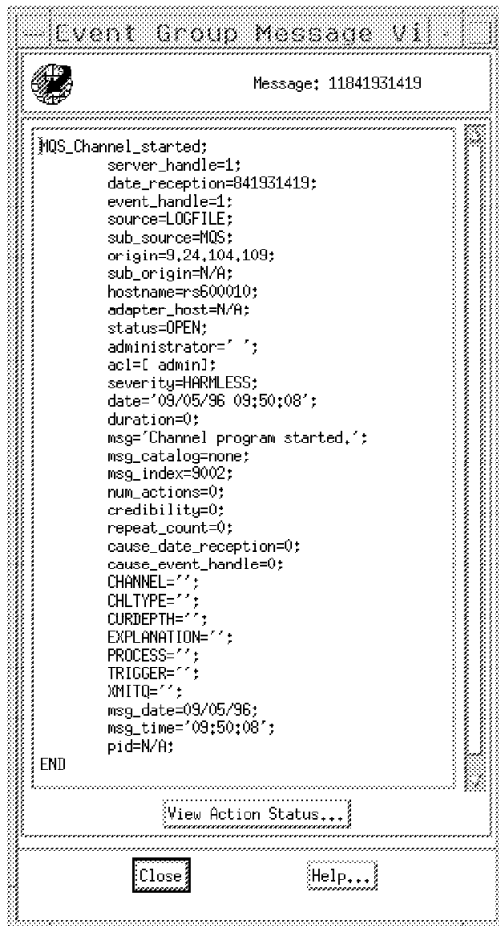 Event Group Message Vi
Message: 11841931419
MQS_Channel_started;
server_handle=1;
date_reception=841931419;
event_handle=1;
source=LOGFILE;
sub_source=MQS;
origin=9.24.104.109;
sub_origin=N/A;
hostname=rs600010;
adapter_host=N/A;
status=OPEN;
administrator=' ';
acl=[ admin];
severity=HARMLESS;
date='09/05/96 09:50:08';
duration=0;
msg='Channel program started.';
msg_catalog=none;
msg_index=9002;
num_actions=0;
credibility=0;
repeat_count=0;
cause_date_reception=0;
cause_event_handle=0;
CHANNEL='';
CHLTYPE='';
CURDEPTH='';
EXPLANATION='';
PROCESS='';
TRIGGER='';
XMITQ='';
msg_date=09/05/96;
msg_time='09:50:08';
pid=N/A;
END
View Action Status...
Close Help...